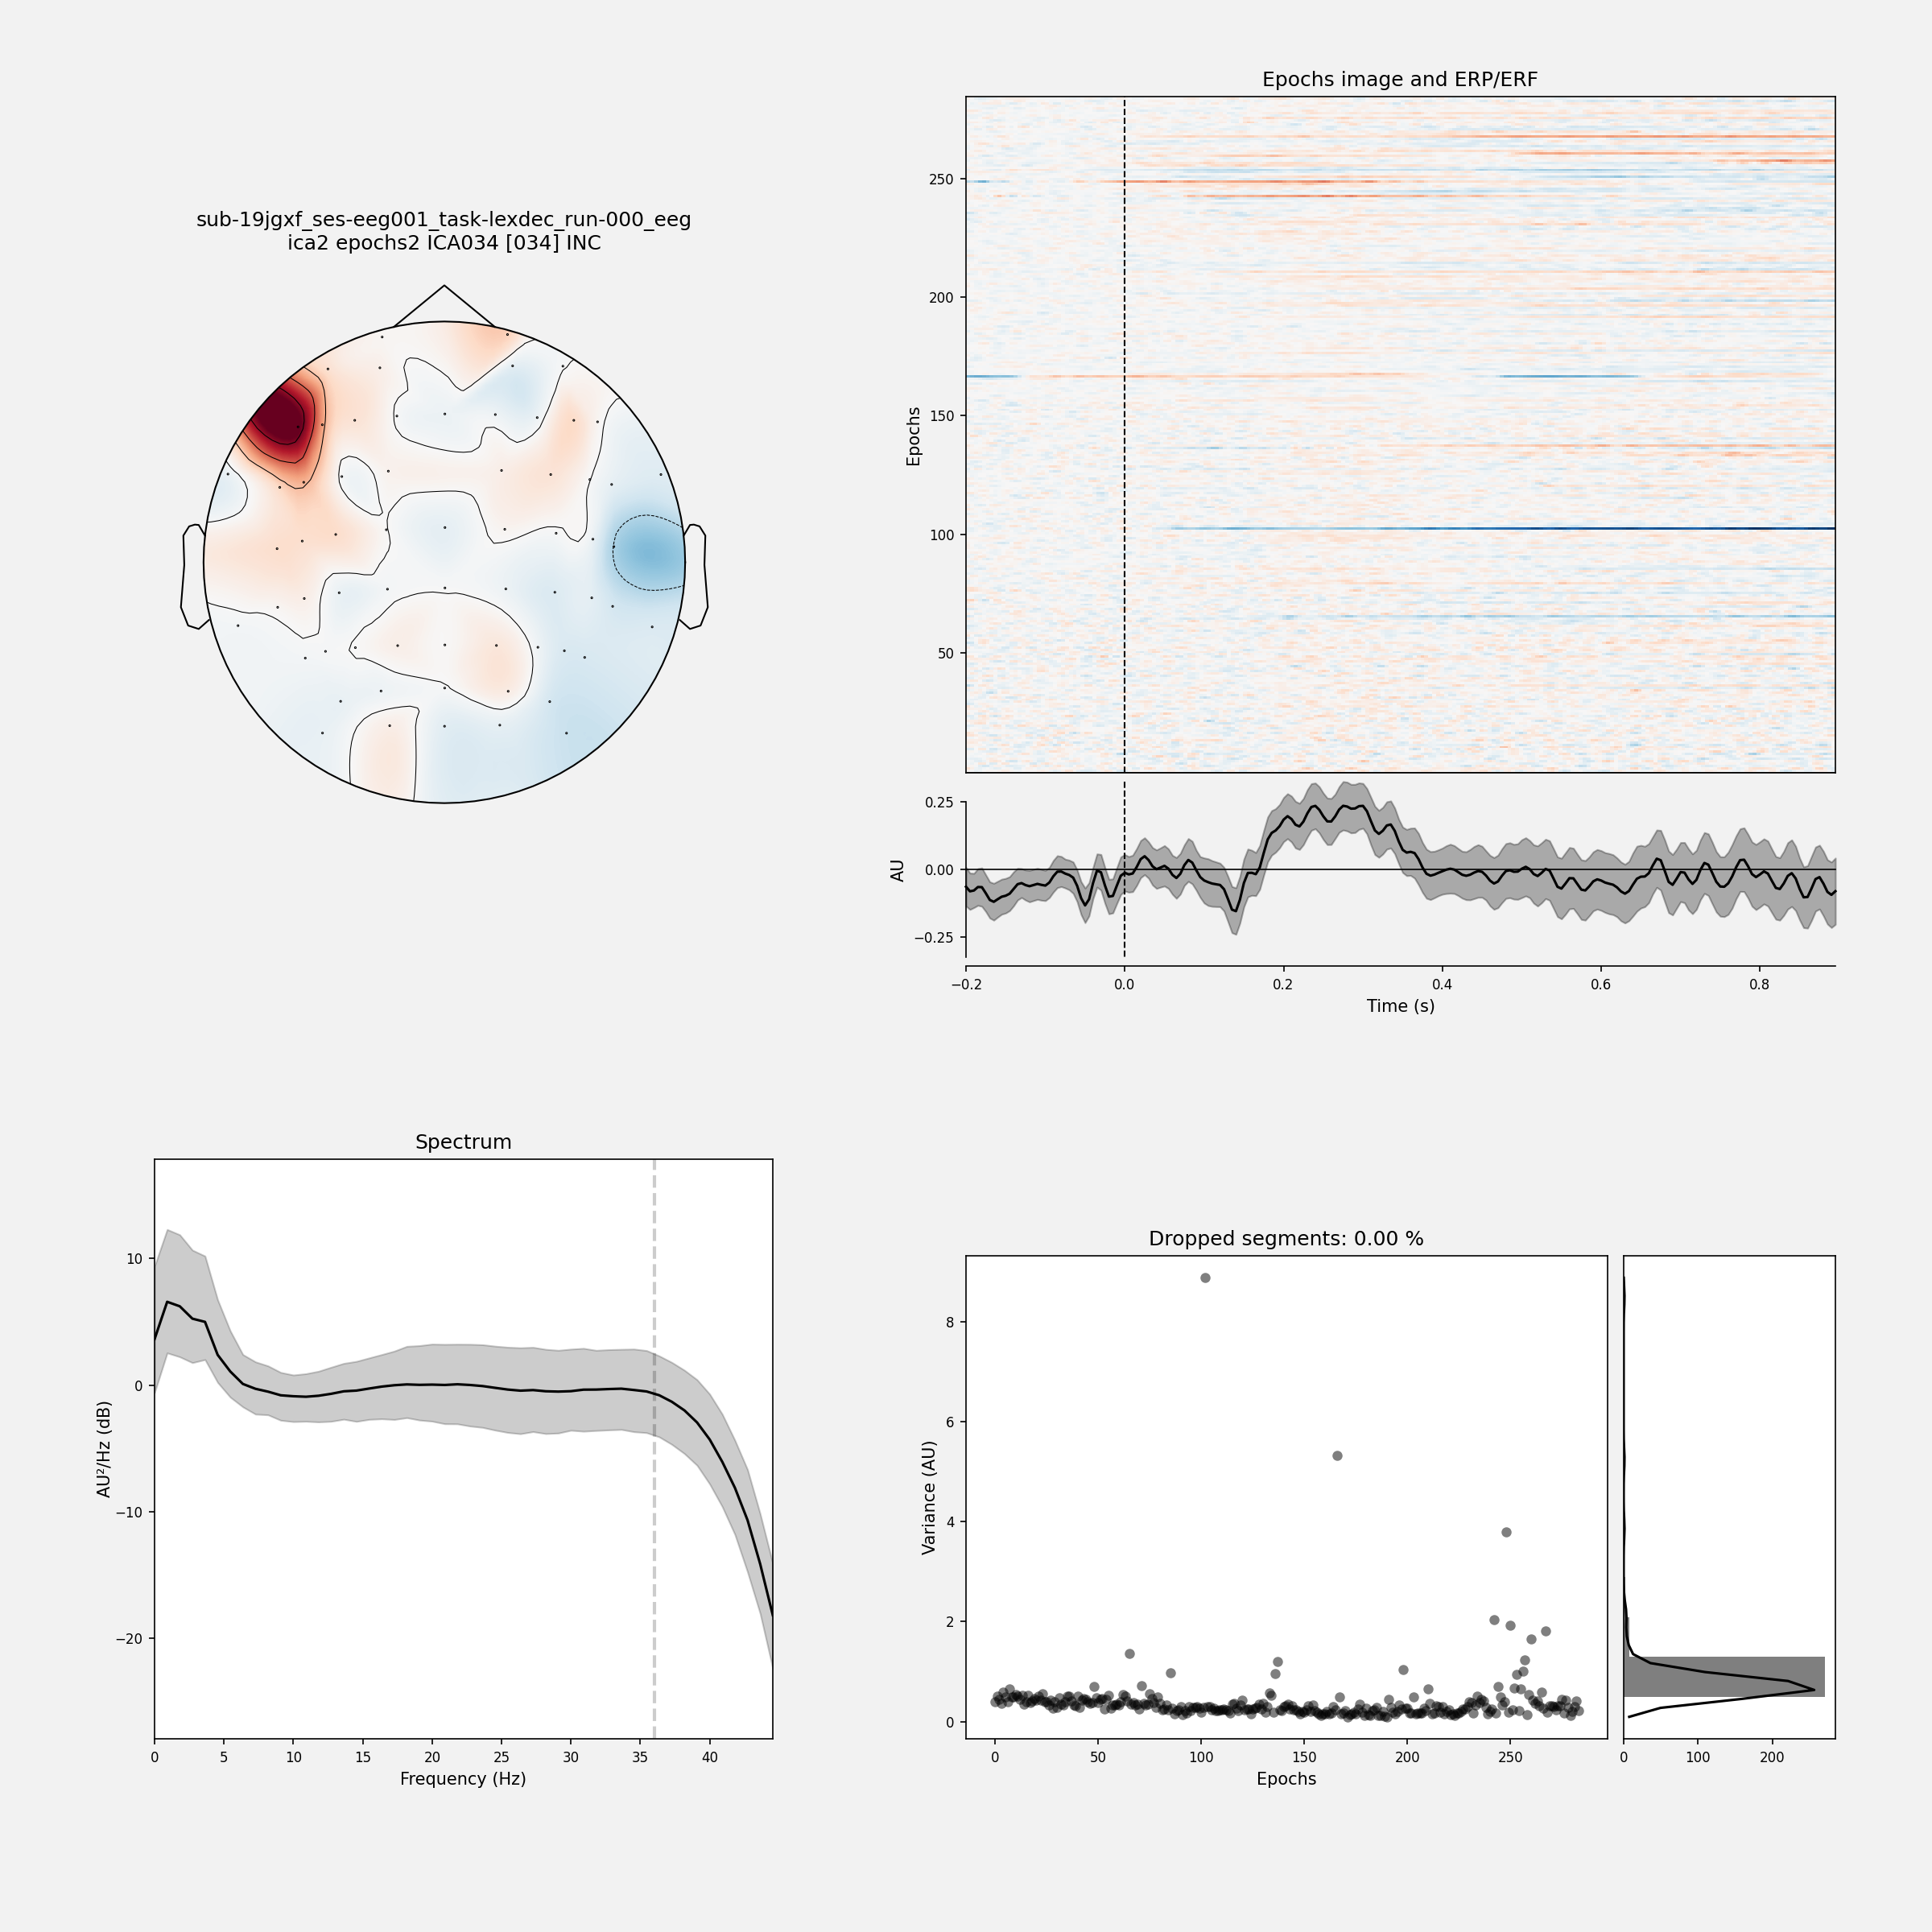 sub-19jgxf_ses-eeg001_task-lexdec_run-000_eeg
ica2 epochs2 ICA034 [034] INC
Epochs image and ERP/ERF
Epochs
250
200
150
100
50
AU
0.25
0.00
−0.25
−0.2 0.0 0.2 0.4 0.6 0.8
Time (s)
Spectrum
AU²/Hz (dB)
10
0
−10
−20
0 5 10 15 20 25 30 35 40
Frequency (Hz)
Dropped segments: 0.00 %
Variance (AU)
8
6
4
2
0
0 50 100 150 200 250
Epochs
0 100 200